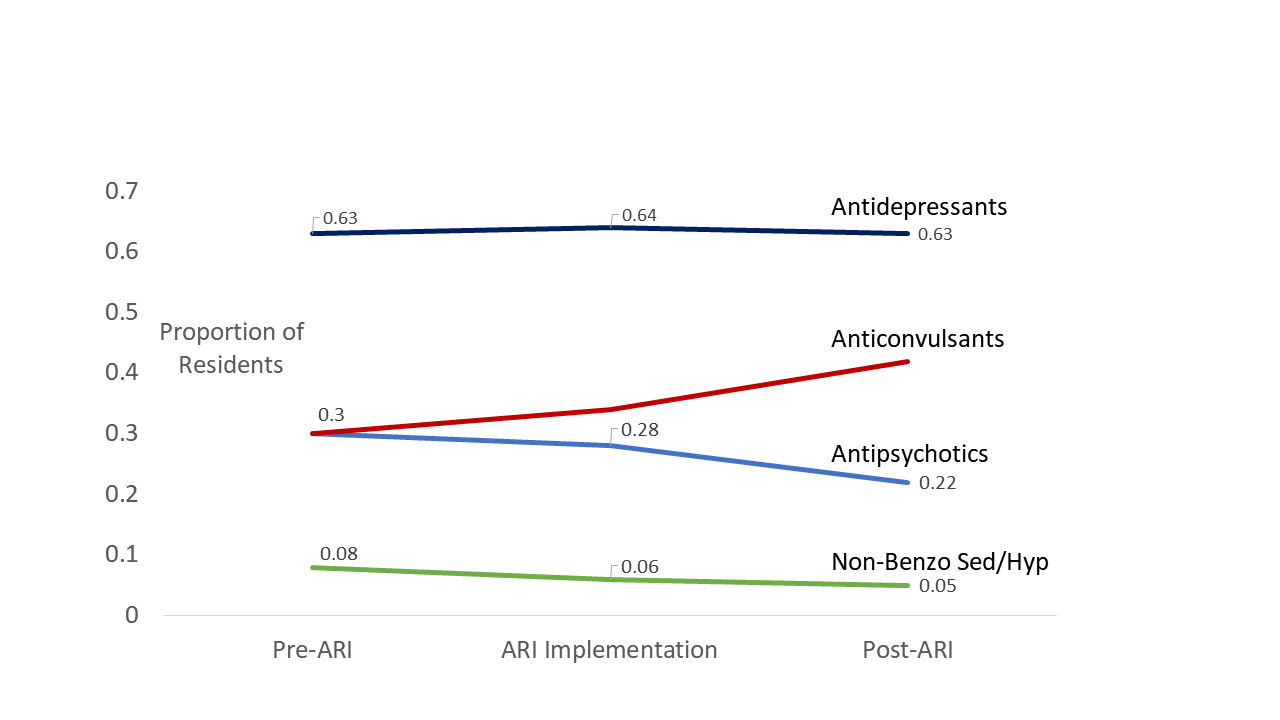 0.7
0.63
0.64
Antidepressants
0.63
0.6
0.5
Proportion of
Residents
Anticonvulsants
0.4
0.3
0.3
0.28
Antipsychotics
0.22
0.2
0.1
0.08
0.06
Non-Benzo Sed/Hyp
0.05
0
Pre-ARI
ARI Implementation
Post-ARI